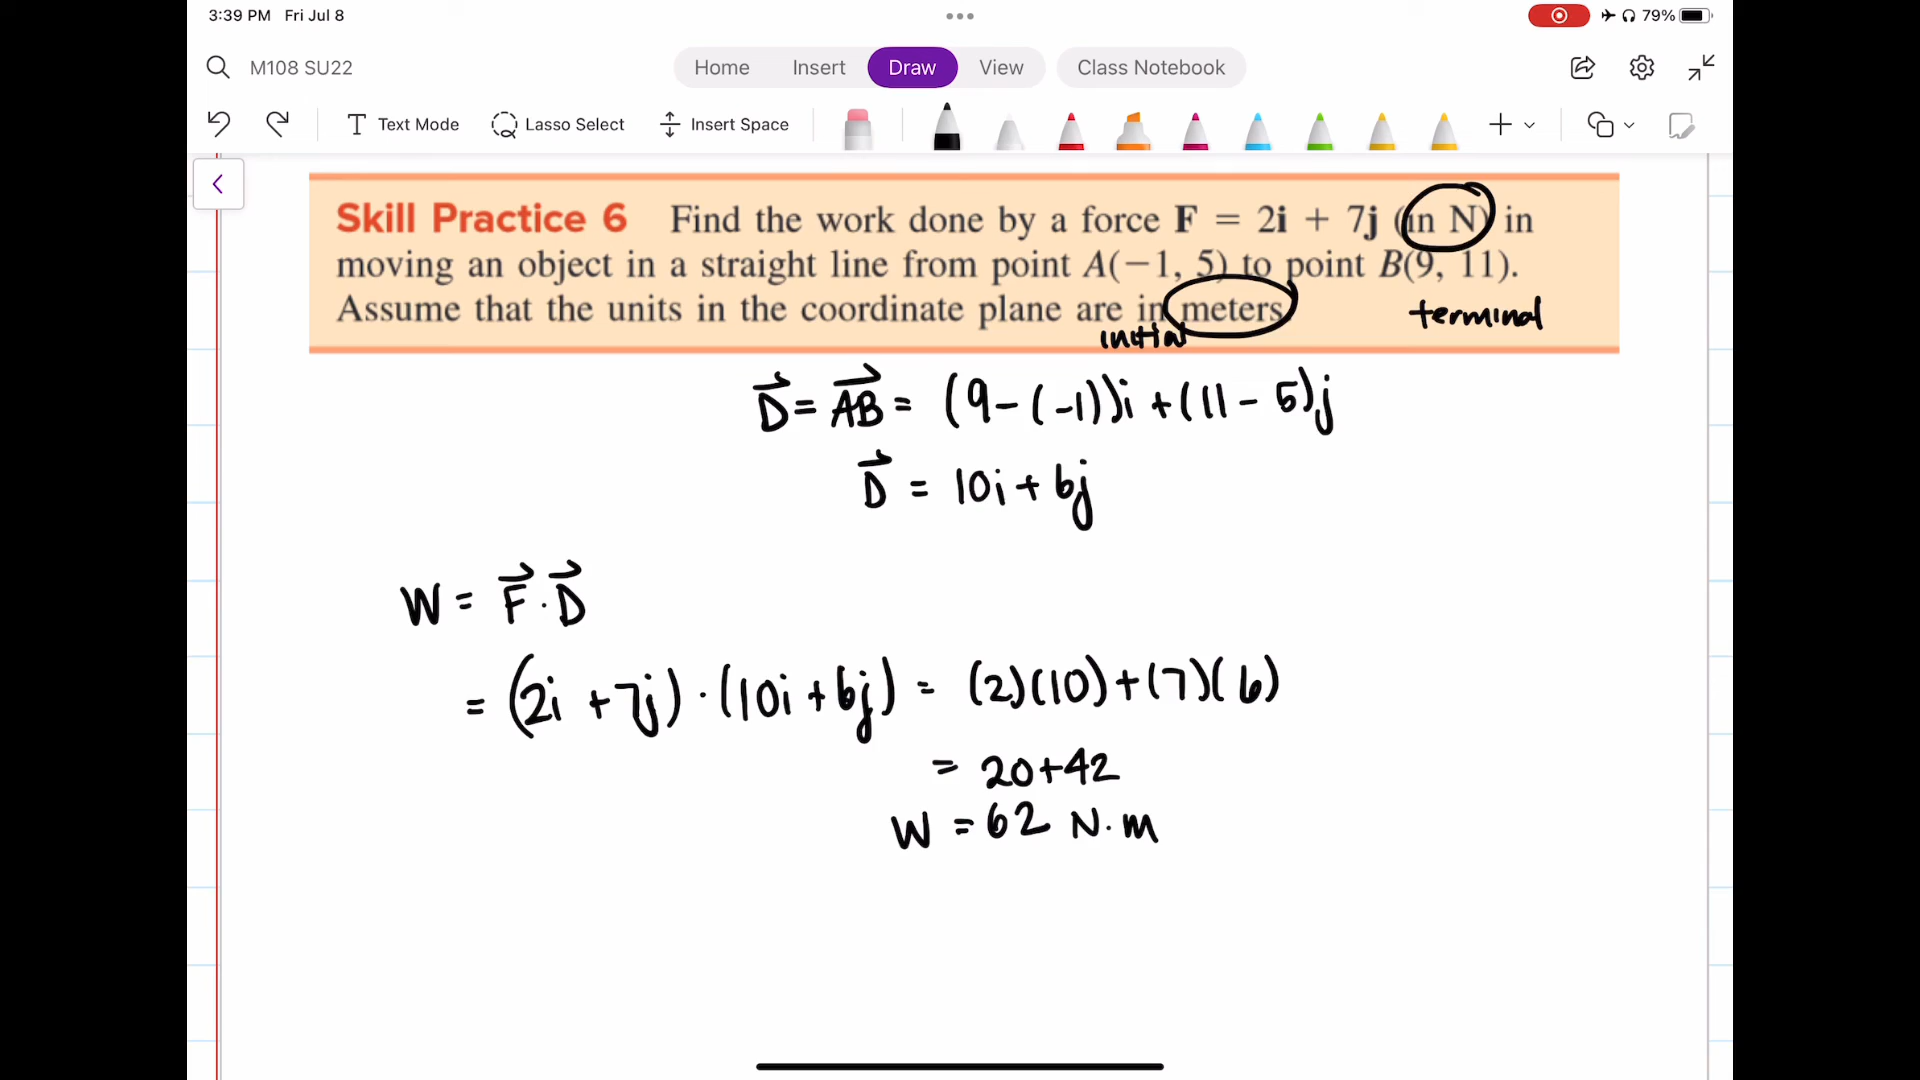 3:39 PM Fri Jul 8
79%
M108 SU22
Home Insert Draw View Class Notebook
Text Mode Lasso Select Insert Space
Skill Practice 6 Find the work done by a force F = 2i + 7j (in N) in
moving an object in a straight line from point A(−1, 5) to point B(9, 11).
Assume that the units in the coordinate plane are in meters.
initial terminal
D⃗ = A⃗B⃗ = (9-(-1))i + (11-5)j
D⃗ = 10i + 6j
W = F⃗ · D⃗
= (2i + 7j) · (10i + 6j) = (2)(10) + (7)(6)
= 20+42
W = 62 N·m